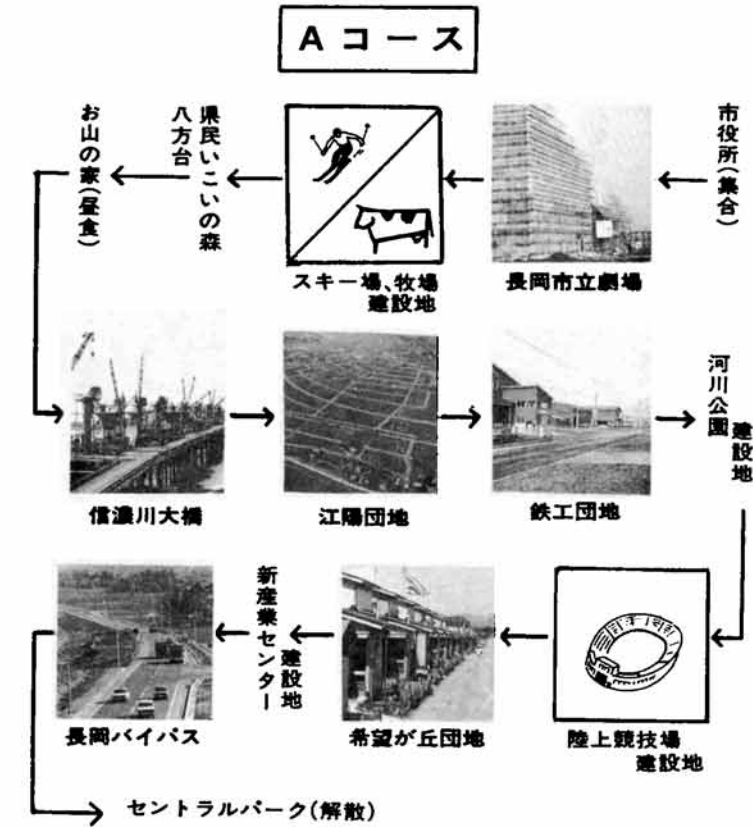 Aコース
市役所(集合)
長岡市立劇場
スキー場、牧場
建設地
県民いこいの森
八方台
お山の家(昼食)
信濃川大橋
江陽団地
鉄工団地
河川公園
建設地
陸上競技場
建設地
希望が丘団地
新産業センター
建設地
長岡バイパス
セントラルパーク(解散)